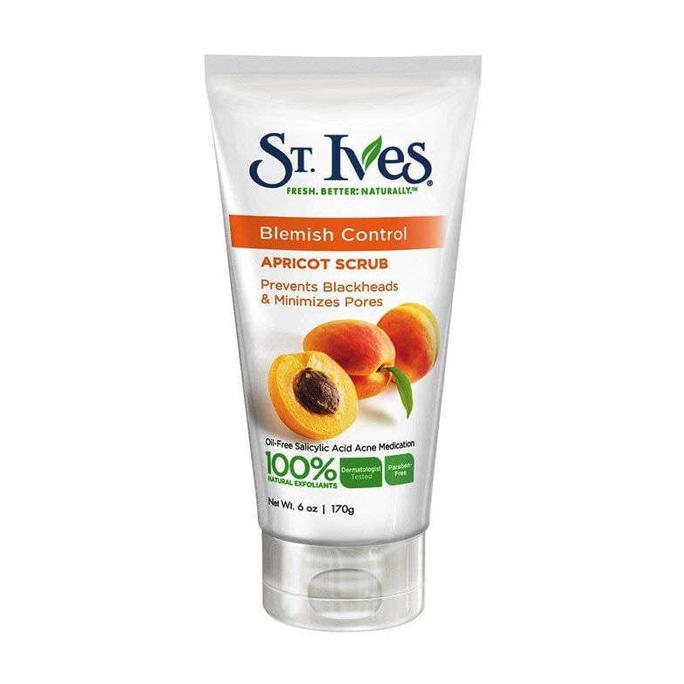 St. Ives®
FRESH. BETTER: NATURALLY.™
Blemish Control
APRICOT SCRUB
Prevents Blackheads
& Minimizes Pores
Oil-Free Salicylic Acid Acne Medication
100%
NATURAL EXFOLIANTS
Dermatologist
Tested
Paraben-
Free
Net Wt. 6 oz | 170g